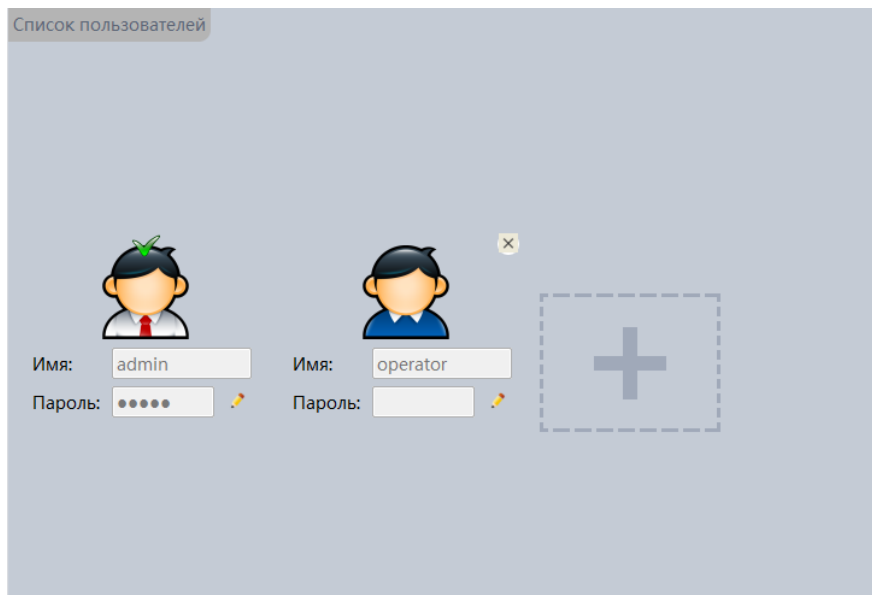 Список пользователей
Имя: admin
Имя: operator
Пароль: ●●●●●
Пароль: